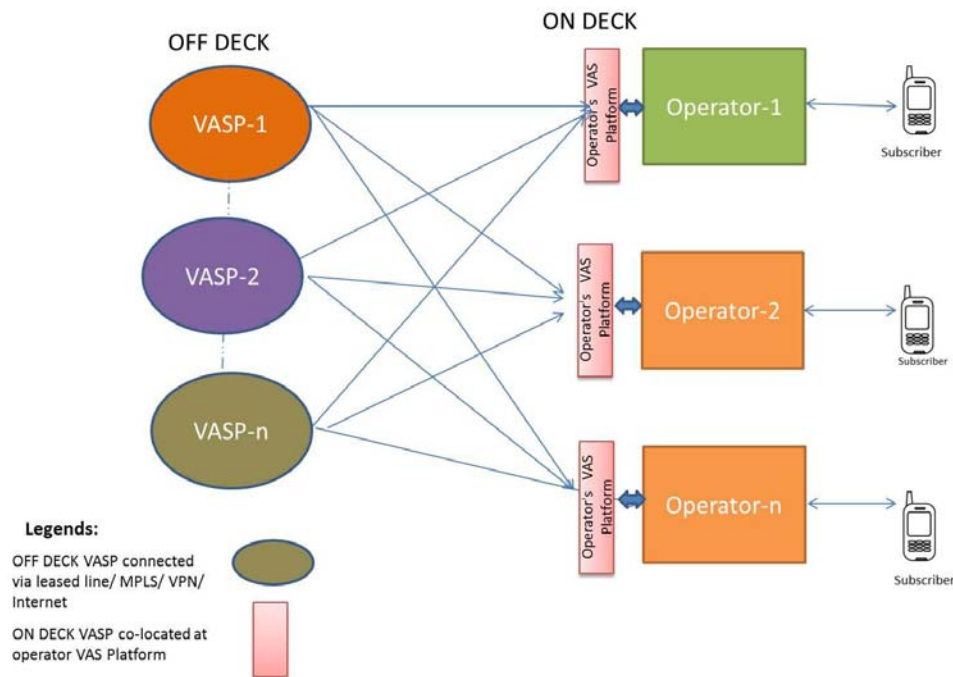 OFF DECK
ON DECK
VASP-1
Operator's VAS
Platform
Operator-1
Subscriber
VASP-2
Operator's VAS
Platform
Operator-2
Subscriber
VASP-n
Operator's VAS
Platform
Operator-n
Subscriber
Legends:
OFF DECK VASP connected
via leased line/ MPLS/ VPN/
Internet
ON DECK VASP co-located at
operator VAS Platform